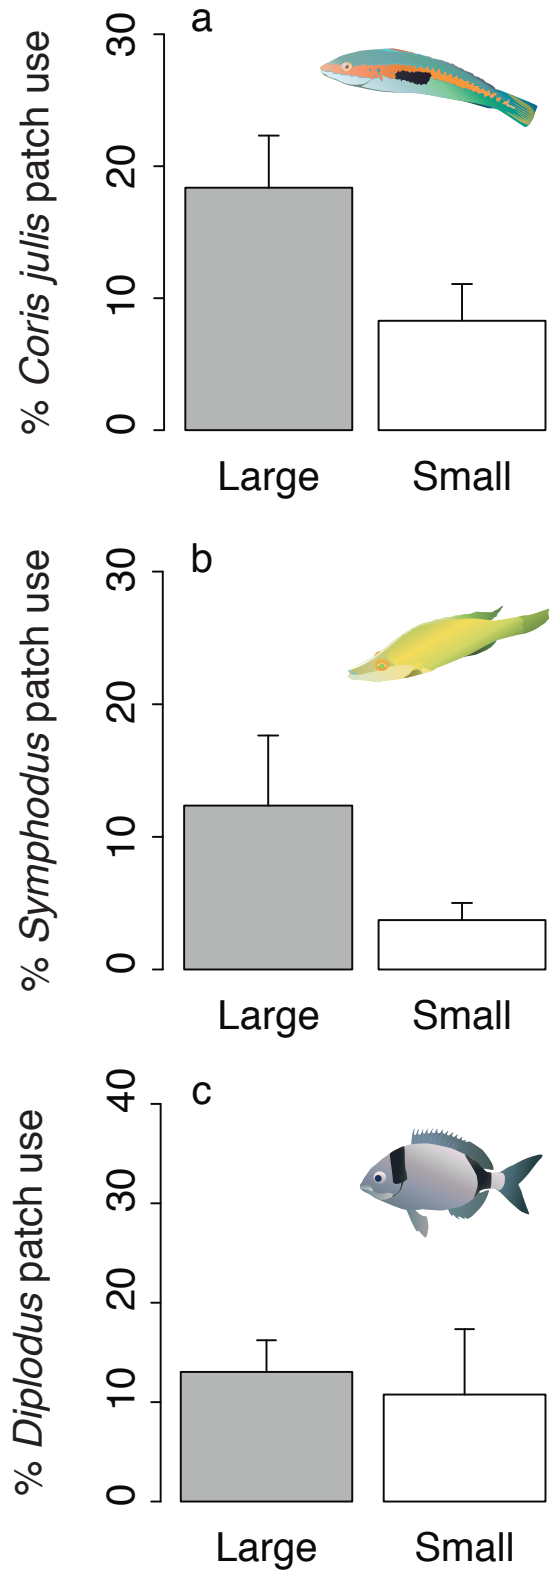 a
% Coris julis patch use
30
20
10
0
Large Small
b
% Symphodus patch use
30
20
10
0
Large Small
c
% Diplodus patch use
40
30
20
10
0
Large Small